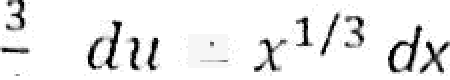 3 du = x^{1/3} dx